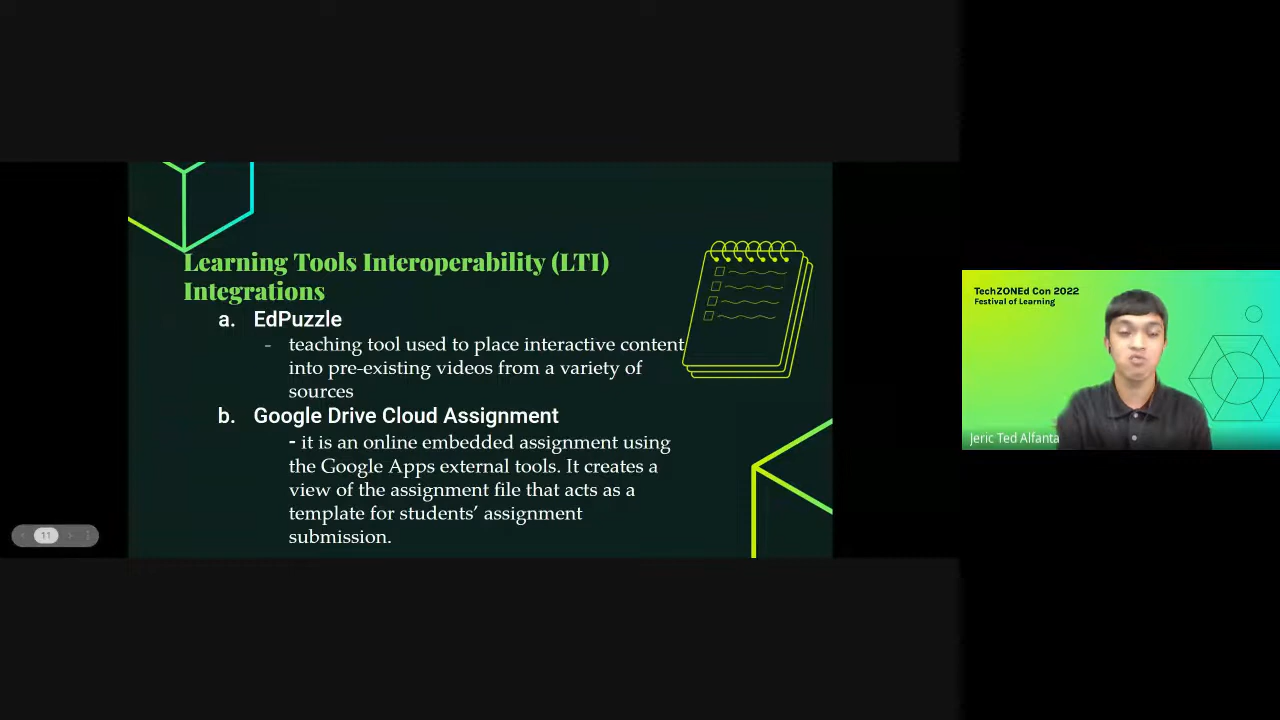 Learning Tools Interoperability (LTI)
Integrations
a. EdPuzzle
- teaching tool used to place interactive content
into pre-existing videos from a variety of
sources
b. Google Drive Cloud Assignment
- it is an online embedded assignment using
the Google Apps external tools. It creates a
view of the assignment file that acts as a
template for students’ assignment
submission.
11
TechZONEd Con 2022
Festival of Learning
Jeric Ted Alfanta